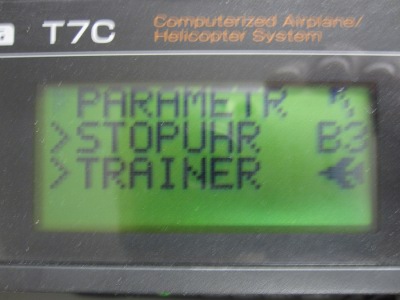 T7C
Computerized Airplane/
Helicopter System
PARAMETR
>STOPUHR B3
>TRAINER